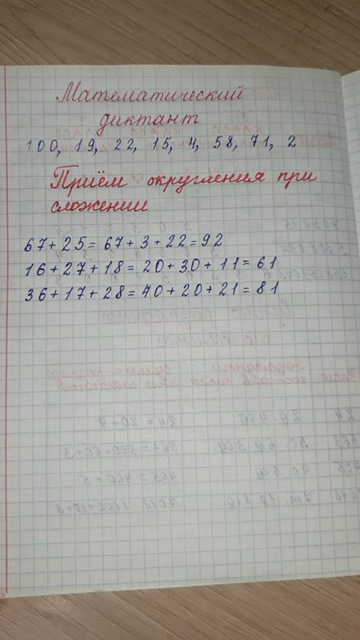 Математический
диктант
100, 19, 22, 15, 4, 58, 71, 2
Приём округления при
сложении
67+25=67+3+22=92
16+27+18=20+30+11=61
36+17+28=40+20+21=81